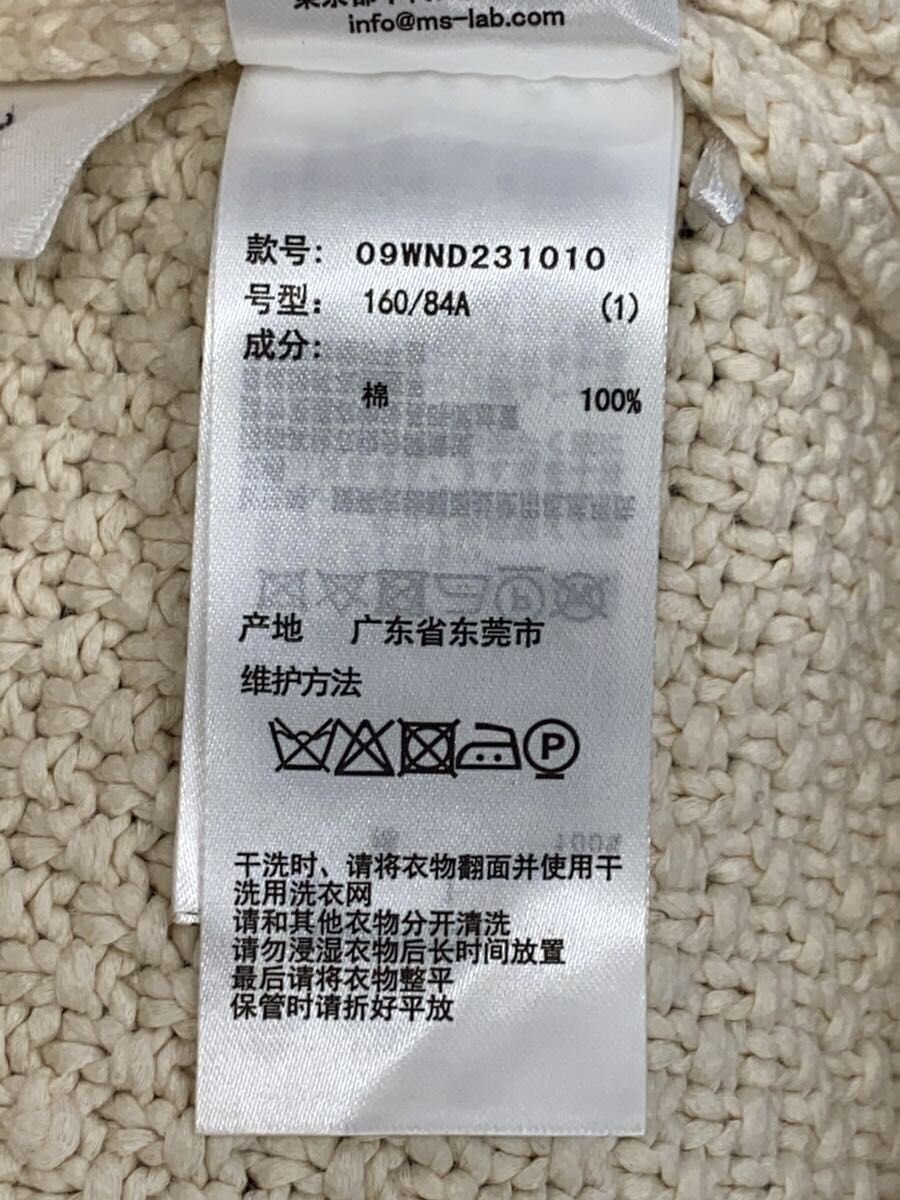 info@ms-lab.com
款号: 09WND231010
号型: 160/84A (1)
成分:
棉 100%
产地 广东省东莞市
维护方法
P
干洗时、请将衣物翻面并使用干
洗用洗衣网
请和其他衣物分开清洗
请勿浸湿衣物后长时间放置
最后请将衣物整平
保管时请折好平放